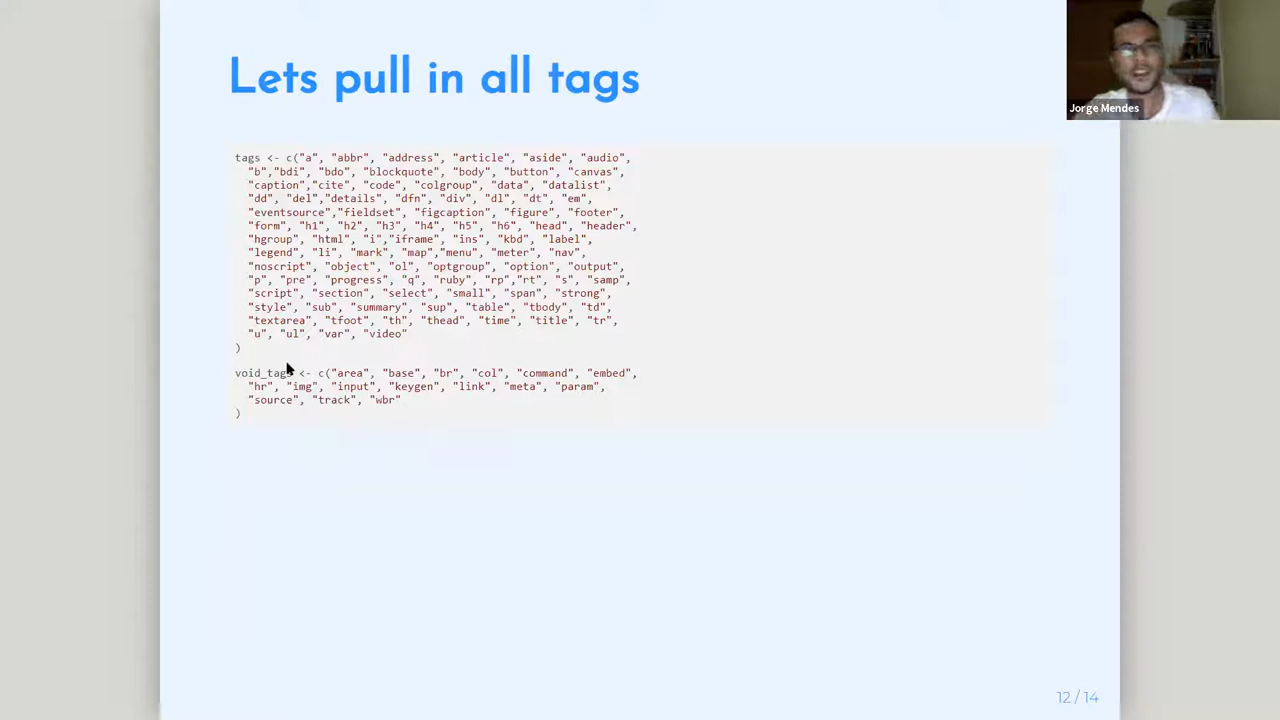 Lets pull in all tags
Jorge Mendes
tags <- c("a", "abbr", "address", "article", "aside", "audio",
"b","bdi", "bdo", "blockquote", "body", "button", "canvas",
"caption","cite", "code", "colgroup", "data", "datalist",
"dd", "del","details", "dfn", "div", "dl", "dt", "em",
"eventsource","fieldset", "figcaption", "figure", "footer",
"form", "h1", "h2", "h3", "h4", "h5", "h6", "head", "header",
"hgroup", "html", "i","iframe", "ins", "kbd", "label",
"legend", "li", "mark", "map","menu", "meter", "nav",
"noscript", "object", "ol", "optgroup", "option", "output",
"p", "pre", "progress", "q", "ruby", "rp","rt", "s", "samp",
"script", "section", "select", "small", "span", "strong",
"style", "sub", "summary", "sup", "table", "tbody", "td",
"textarea", "tfoot", "th", "thead", "time", "title", "tr",
"u", "ul", "var", "video"
)
void_tags <- c("area", "base", "br", "col", "command", "embed",
"hr", "img", "input", "keygen", "link", "meta", "param",
"source", "track", "wbr"
)
12 / 14